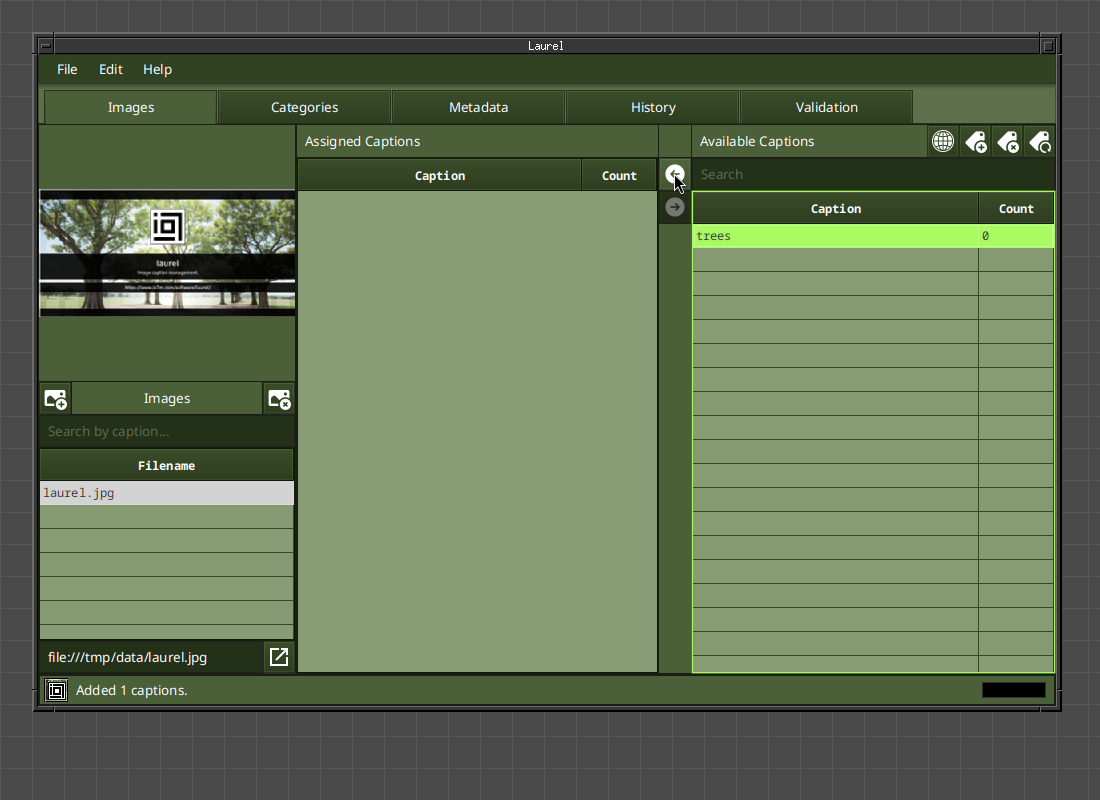 Laurel
File Edit Help
Images Categories Metadata History Validation
laurel
Image caption management.
https://www.io7m.com/software/laurel/
Images
Search by caption...
Filename
laurel.jpg
file:///tmp/data/laurel.jpg
Assigned Captions
Caption Count
Available Captions
Search
Caption Count
trees 0
Added 1 captions.